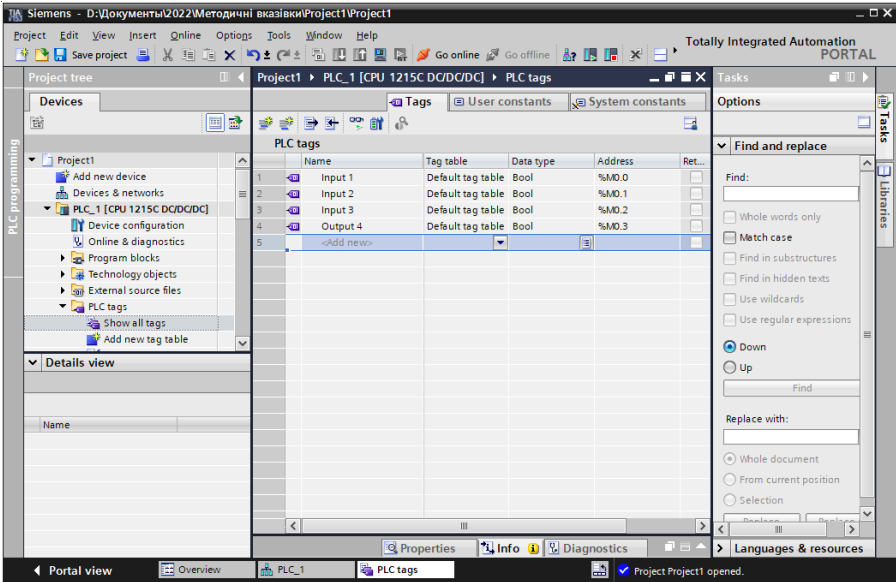 Siemens - D:\Документы\2022\Методичні вказівки\Project1\Project1
Project Edit View Insert Online Options Tools Window Help
Totally Integrated Automation
PORTAL
Save project
Go online
Go offline
Project tree
Devices
PLC programming
Project1
Add new device
Devices & networks
PLC_1 [CPU 1215C DC/DC/DC]
Device configuration
Online & diagnostics
Program blocks
Technology objects
External source files
PLC tags
Show all tags
Add new tag table
Details view
Name
Project1 PLC_1 [CPU 1215C DC/DC/DC] PLC tags
Tags User constants System constants
PLC tags
Name Tag table Data type Address Ret...
1 Input 1 Default tag table Bool %M0.0
2 Input 2 Default tag table Bool %M0.1
3 Input 3 Default tag table Bool %M0.2
4 Output 4 Default tag table Bool %M0.3
5 <Add new>
Properties Info Diagnostics
Tasks
Options
Find and replace
Find:
Whole words only
Match case
Find in substructures
Find in hidden texts
Use wildcards
Use regular expressions
Down
Up
Find
Replace with:
Whole document
From current position
Selection
Replace Replace
Languages & resources
Tasks
Libraries
Portal view Overview PLC_1 PLC tags Project Project1 opened.